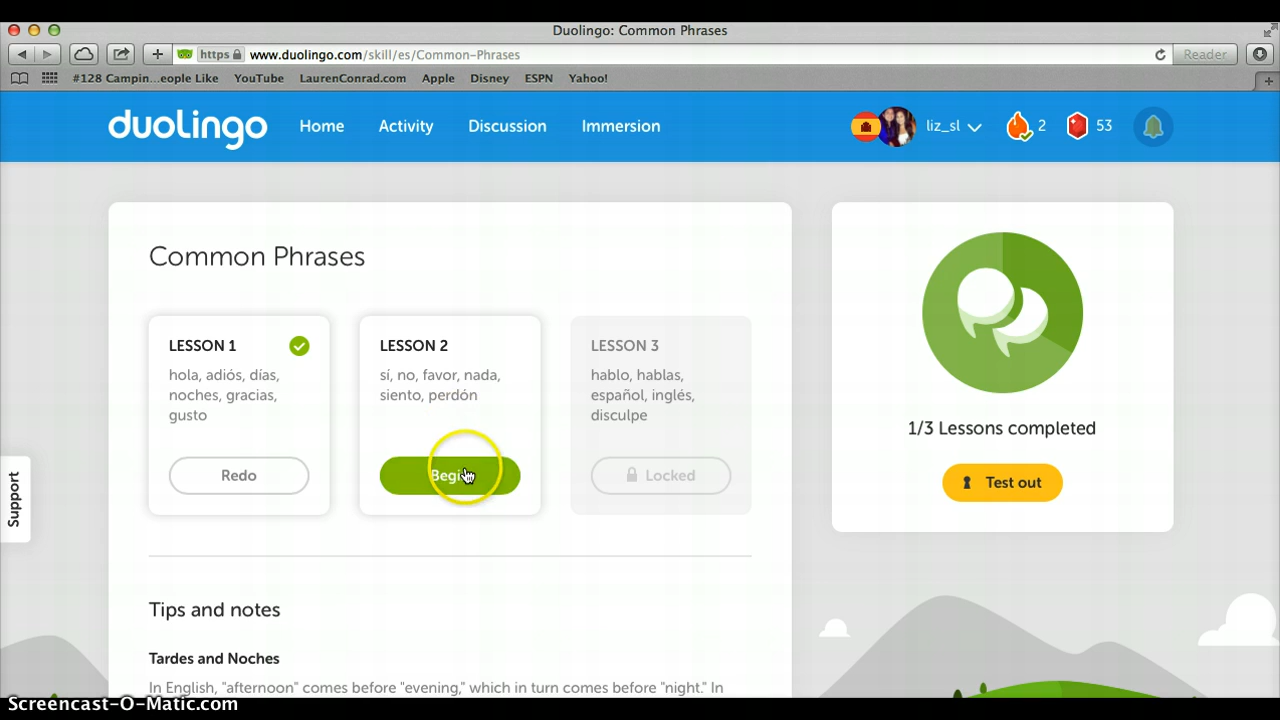 Duolingo: Common Phrases
https www.duolingo.com/skill/es/Common-Phrases Reader
#128 Campin...eople Like YouTube LaurenConrad.com Apple Disney ESPN Yahoo!
duolingo Home Activity Discussion Immersion liz_sl 2 53
Common Phrases
LESSON 1
hola, adiós, días,
noches, gracias,
gusto
Redo
LESSON 2
sí, no, favor, nada,
siento, perdón
Begin
LESSON 3
hablo, hablas,
español, inglés,
disculpe
Locked
1/3 Lessons completed
Test out
Support
Tips and notes
Tardes and Noches
In English, "afternoon" comes before "evening," which in turn comes before "night." In
Screencast-O-Matic.com